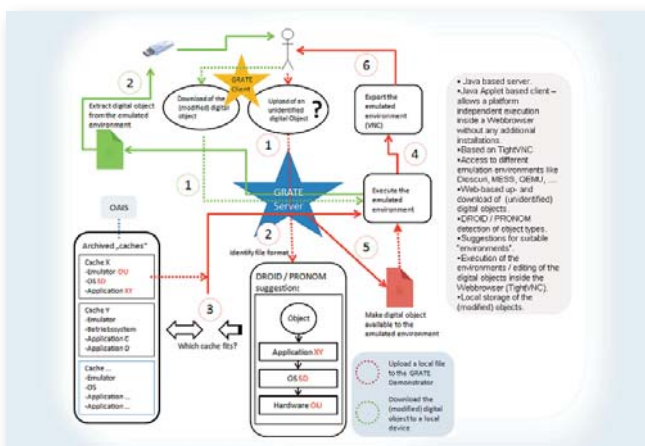 GRATE
Client
Download of the
(modified) digital
object
Upload of an
unidentified
digital Object
?
6
2
Extract digital object
from the emulated
environment
Export the
emulated
environment
(VNC)
1
4
1
GRATE
Server
Execute the
emulated
environment
OAIS
2
Identify file format
5
Archived „caches"
Cache X
-Emulator OU
-OS SD
-Application XY
Cache Y
-Emulator
-Betriebssystem
-Application C
-Application D
Cache ...
-Emulator
-OS
-Application ...
-Application ...
3
Which cache fits?
DROID / PRONOM
suggestion:
Object
Application XY
OS SD
Hardware OU
Make digital object
available to the
emulated environment
Upload a local file
to the GRATE
Demonstrator
Download the
(modified) digital
object to a local
device
• Java based server.
• Java Applet based client –
allows a platform
independent execution
inside a Webbrowser
without any additional
installations.
• Based on TightVNC
• Access to different
emulation environments like
Dioscuri, MESS, QEMU, ....
• Web-based up- and
download of (unidentified)
digital objects.
• DROID / PRONOM
detection of object types.
• Suggestions for suitable
"environments".
• Execution of the
environments / editing of the
digital objects inside the
Webbrowser (TightVNC).
• Local storage of the
(modified) objects.